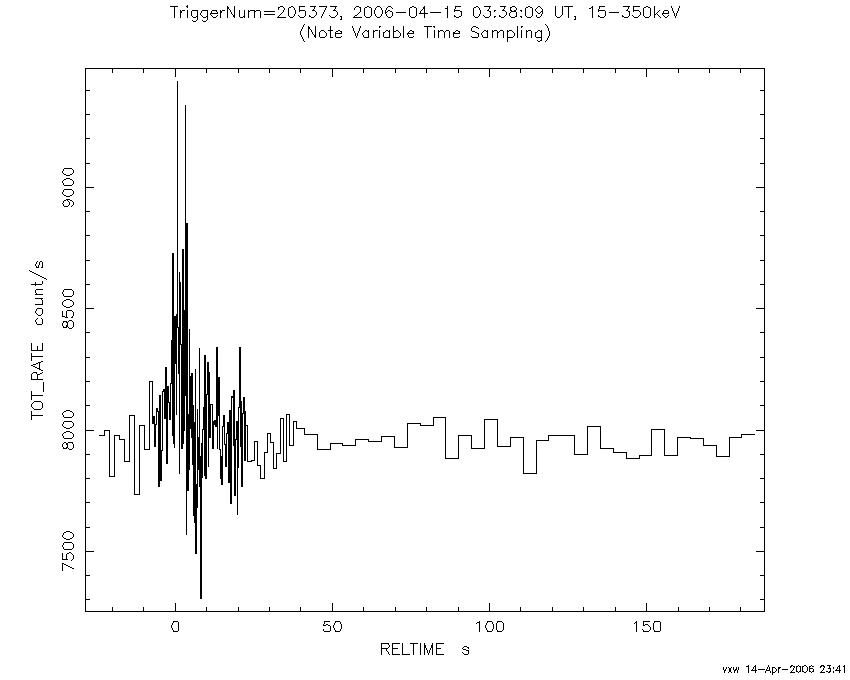 TriggerNum=205373, 2006-04-15 03:38:09 UT, 15-350keV
(Note Variable Time Sampling)
TOT_RATE count/s
9000
8500
8000
7500
0 50 100 150
RELTIME s
vxw 14-Apr-2006 23:41